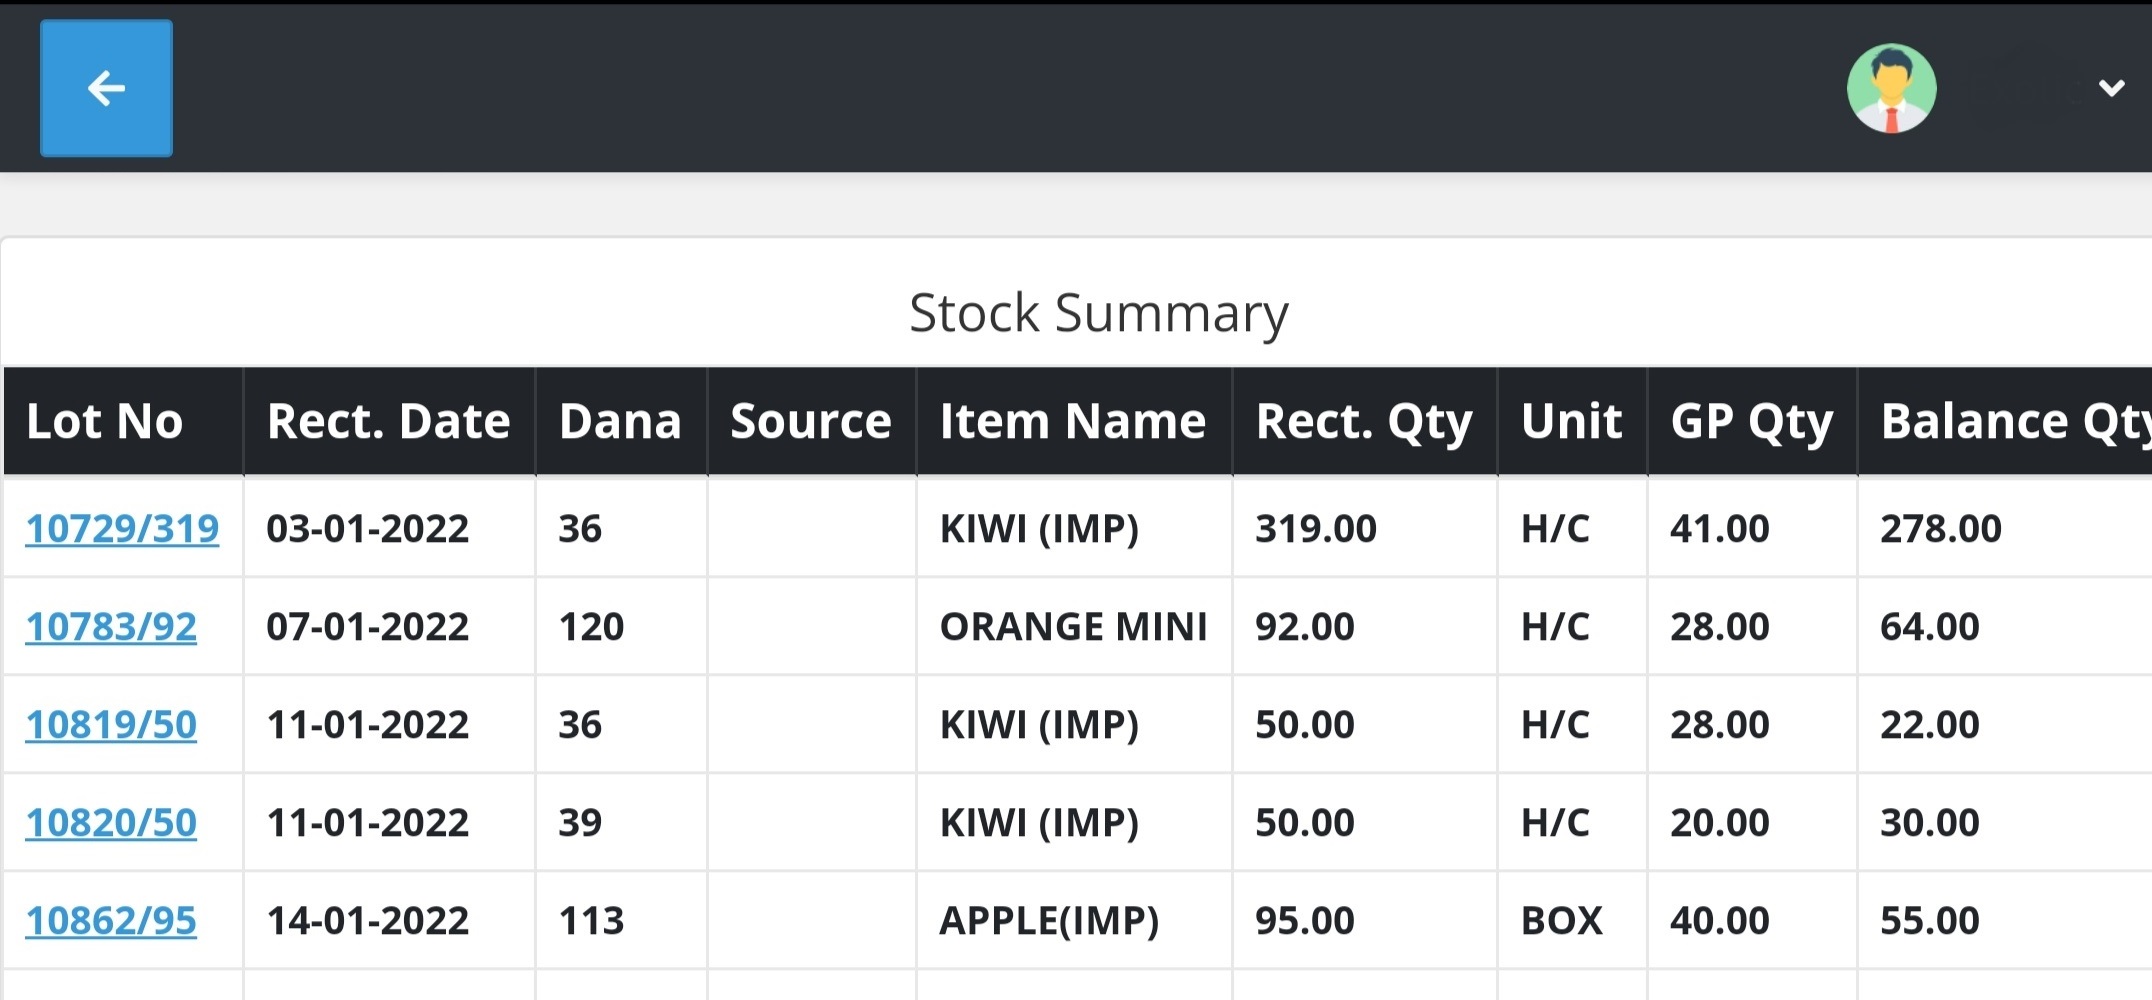 Stock Summary
Lot No Rect. Date Dana Source Item Name Rect. Qty Unit GP Qty Balance Qty
10729/319 03-01-2022 36 KIWI (IMP) 319.00 H/C 41.00 278.00
10783/92 07-01-2022 120 ORANGE MINI 92.00 H/C 28.00 64.00
10819/50 11-01-2022 36 KIWI (IMP) 50.00 H/C 28.00 22.00
10820/50 11-01-2022 39 KIWI (IMP) 50.00 H/C 20.00 30.00
10862/95 14-01-2022 113 APPLE(IMP) 95.00 BOX 40.00 55.00